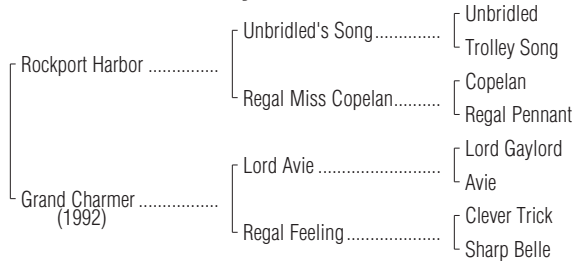 Unbridled
Unbridled's Song..............
Trolley Song
Rockport Harbor ...............
Copelan
Regal Miss Copelan..........
Regal Pennant
Lord Gaylord
Lord Avie ..........................
Avie
Grand Charmer .................
(1992)
Clever Trick
Regal Feeling....................
Sharp Belle